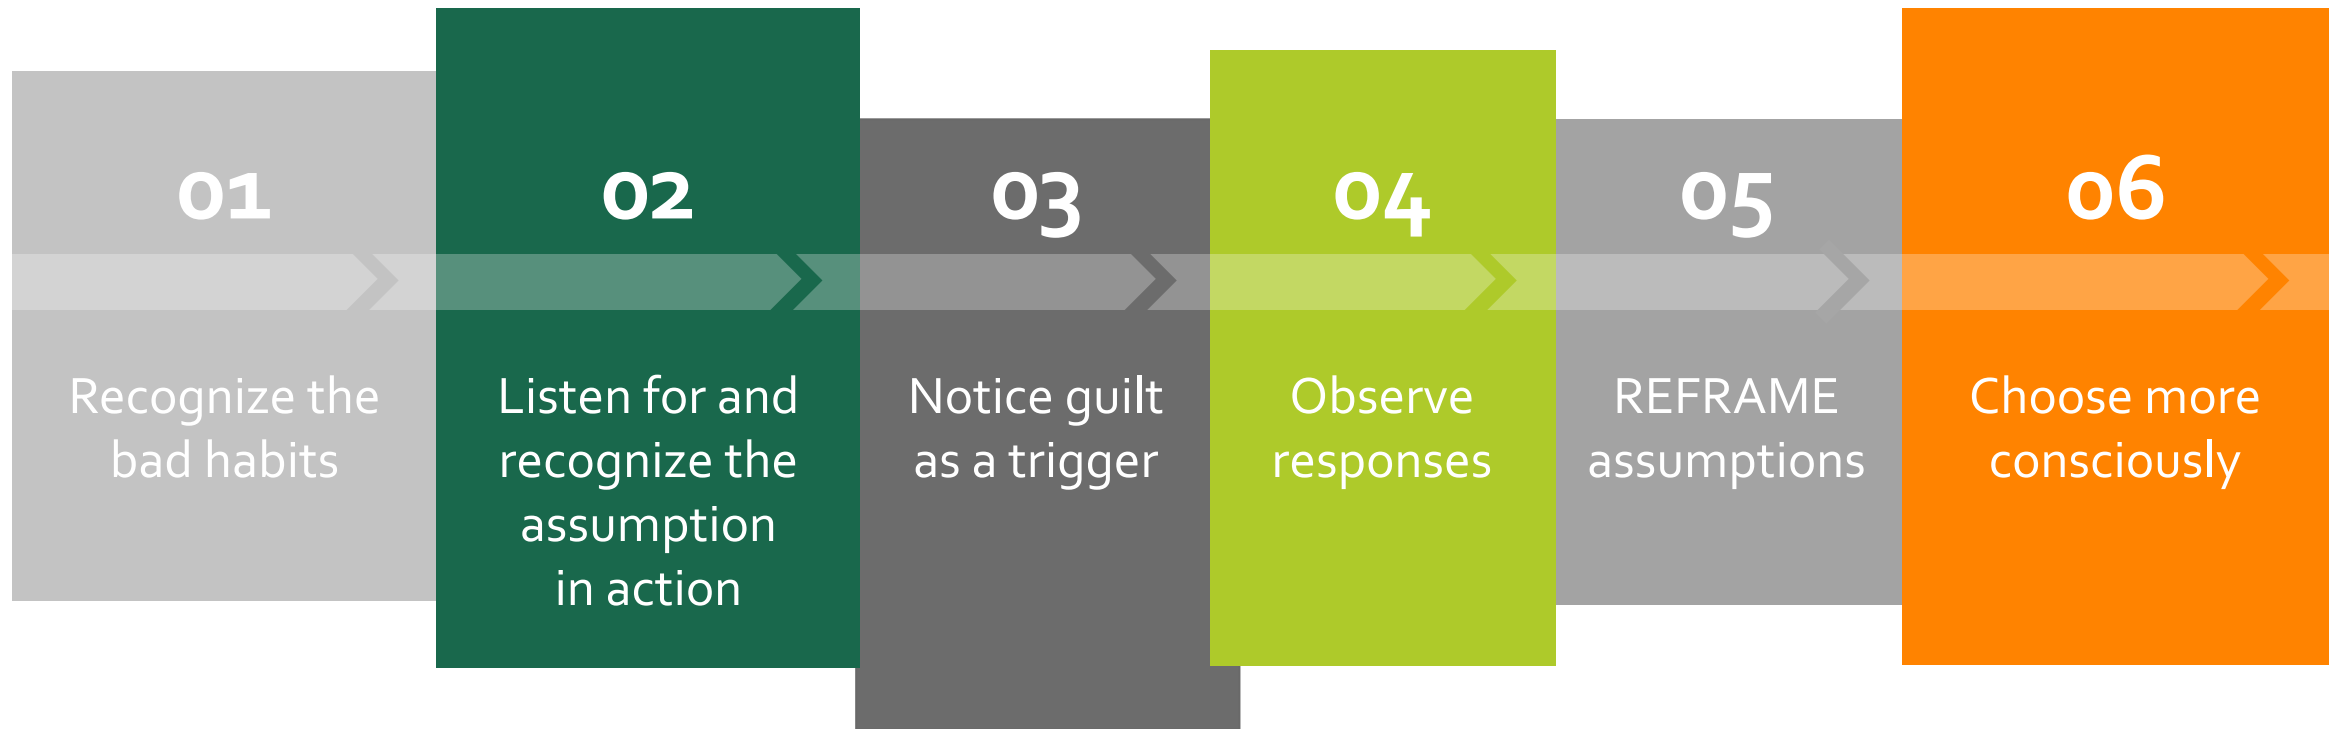 01
Recognize the
bad habits
02
Listen for and
recognize the
assumption
in action
03
Notice guilt
as a trigger
04
Observe
responses
05
REFRAME
assumptions
06
Choose more
consciously